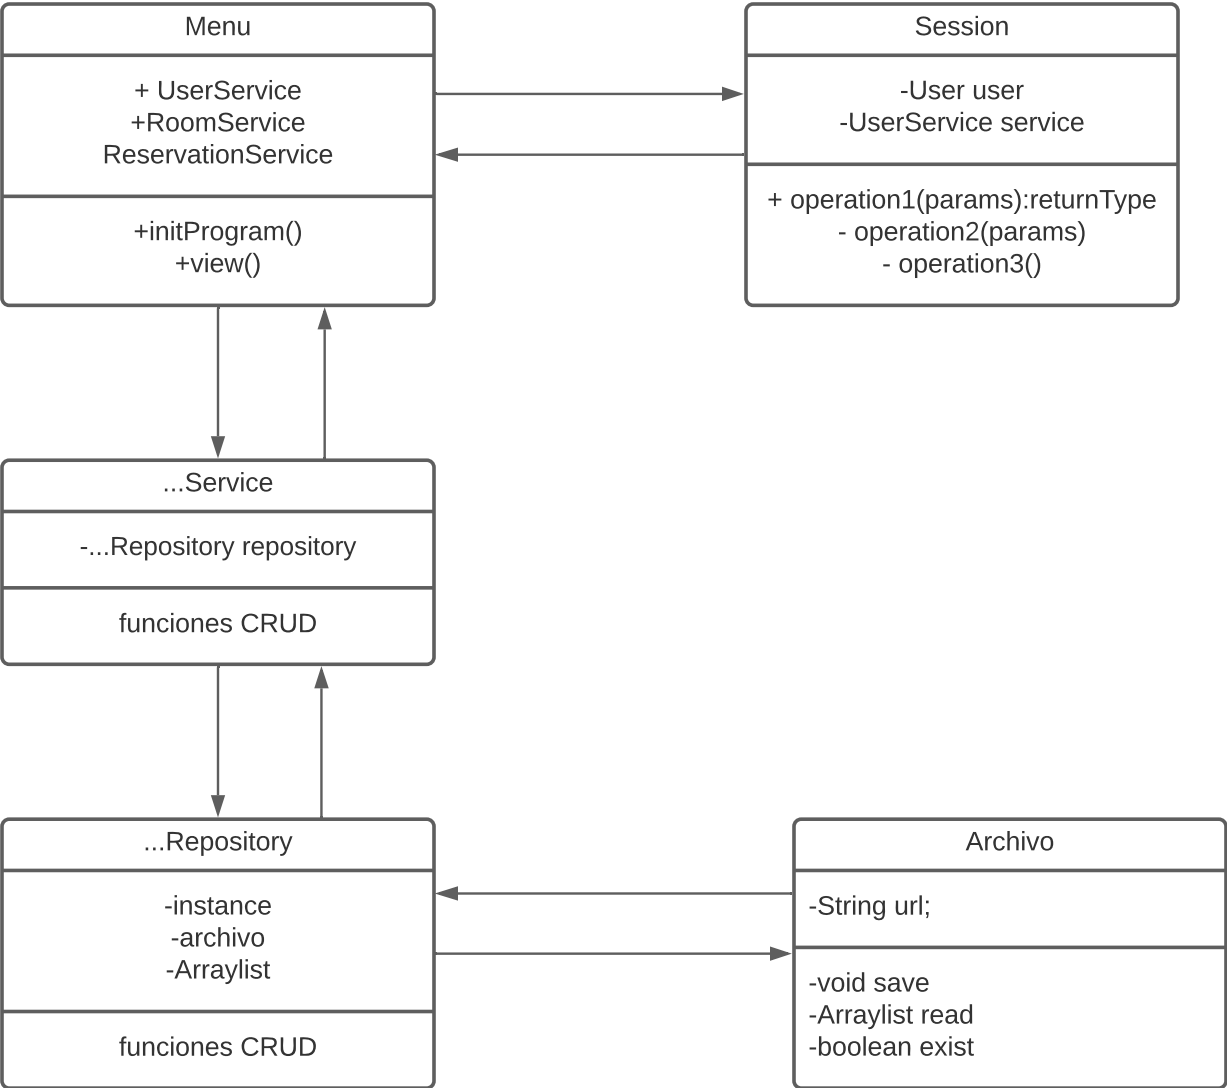 Menu
+ UserService
+RoomService
ReservationService
+initProgram()
+view()
Session
-User user
-UserService service
+ operation1(params):returnType
- operation2(params)
- operation3()
...Service
-...Repository repository
funciones CRUD
...Repository
-instance
-archivo
-Arraylist
funciones CRUD
Archivo
-String url;
-void save
-Arraylist read
-boolean exist